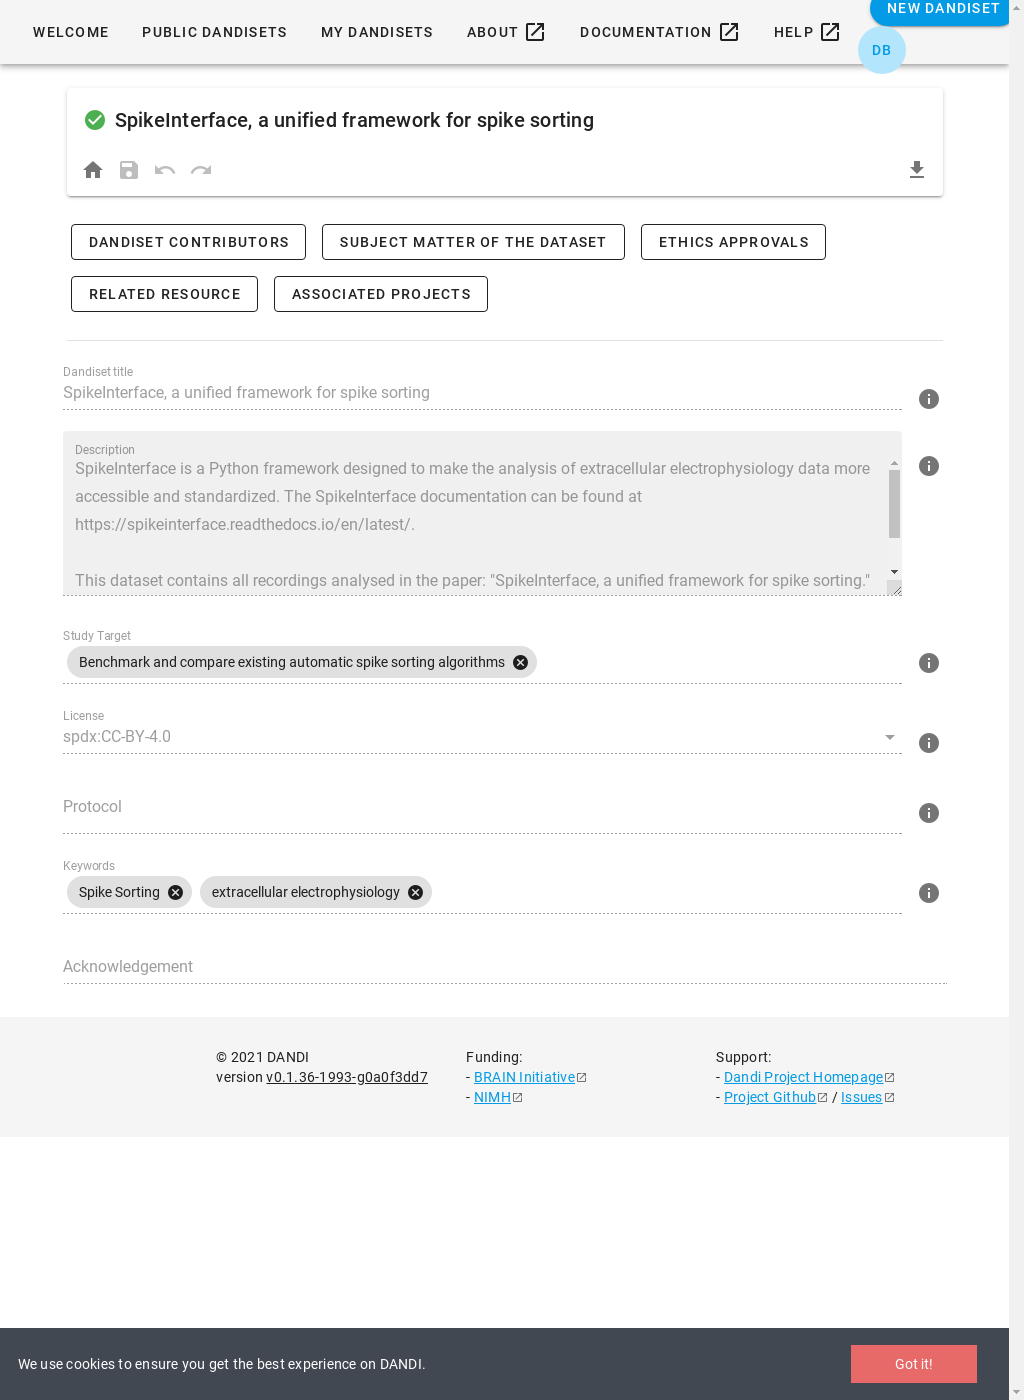 WELCOME PUBLIC DANDISETS MY DANDISETS ABOUT DOCUMENTATION HELP NEW DANDISET
DB
SpikeInterface, a unified framework for spike sorting
DANDISET CONTRIBUTORS SUBJECT MATTER OF THE DATASET ETHICS APPROVALS
RELATED RESOURCE ASSOCIATED PROJECTS
Dandiset title
SpikeInterface, a unified framework for spike sorting
Description
SpikeInterface is a Python framework designed to make the analysis of extracellular electrophysiology data more
accessible and standardized. The SpikeInterface documentation can be found at
https://spikeinterface.readthedocs.io/en/latest/.
This dataset contains all recordings analysed in the paper: "SpikeInterface, a unified framework for spike sorting."
Study Target
Benchmark and compare existing automatic spike sorting algorithms
License
spdx:CC-BY-4.0
Protocol
Keywords
Spike Sorting extracellular electrophysiology
Acknowledgement
© 2021 DANDI
version v0.1.36-1993-g0a0f3dd7
Funding:
- BRAIN Initiative
- NIMH
Support:
- Dandi Project Homepage
- Project Github / Issues
We use cookies to ensure you get the best experience on DANDI. Got it!